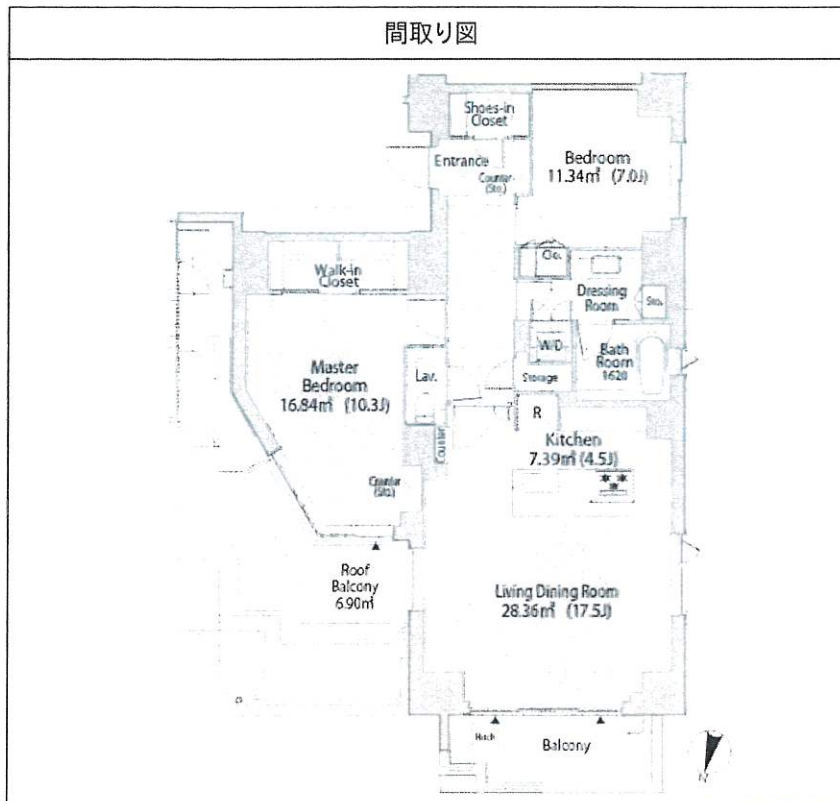 間取り図
Shoes-in
Closet
Entrance
Counter
(Sto.)
Bedroom
11.34㎡ (7.0J)
Walk-in
Closet
Clo.
Dressing
Room
Sto.
Master
Bedroom
16.84㎡ (10.3J)
Lav.
W/D
Bath
Room
1620
Storage
R
Kitchen
7.39㎡ (4.5J)
Counter
Counter
(Sto.)
Roof
Balcony
6.90㎡
Living Dining Room
28.36㎡ (17.5J)
Balcony
N